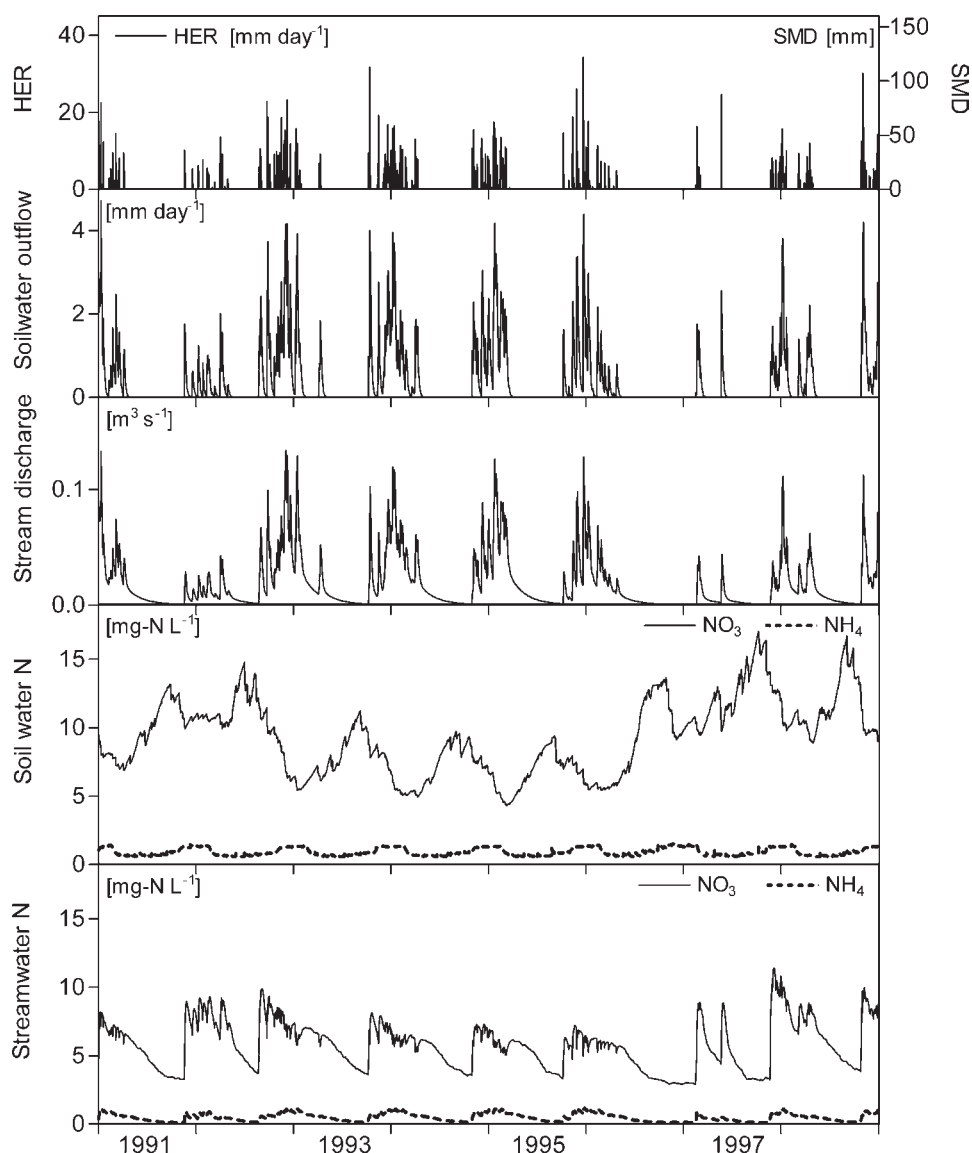 HER [mm day⁻¹] SMD [mm]
40
20
0
HER
150
100
50
0
SMD
[mm day⁻¹]
4
2
0
Soilwater outflow
[m³ s⁻¹]
0.1
0.0
Stream discharge
[mg-N L⁻¹] NO₃ NH₄
15
10
5
0
Soil water N
[mg-N L⁻¹] NO₃ NH₄
15
10
5
0
Streamwater N
1991 1993 1995 1997